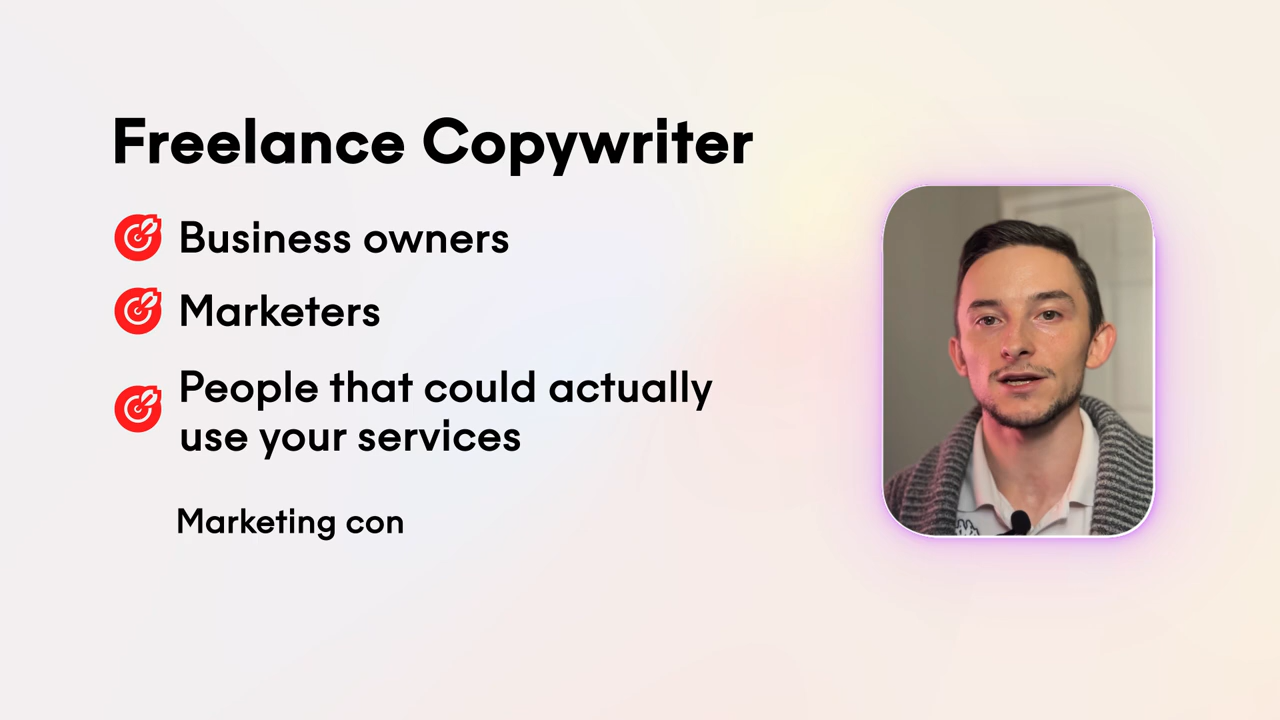 Freelance Copywriter
Business owners
Marketers
People that could actually
use your services
Marketing con